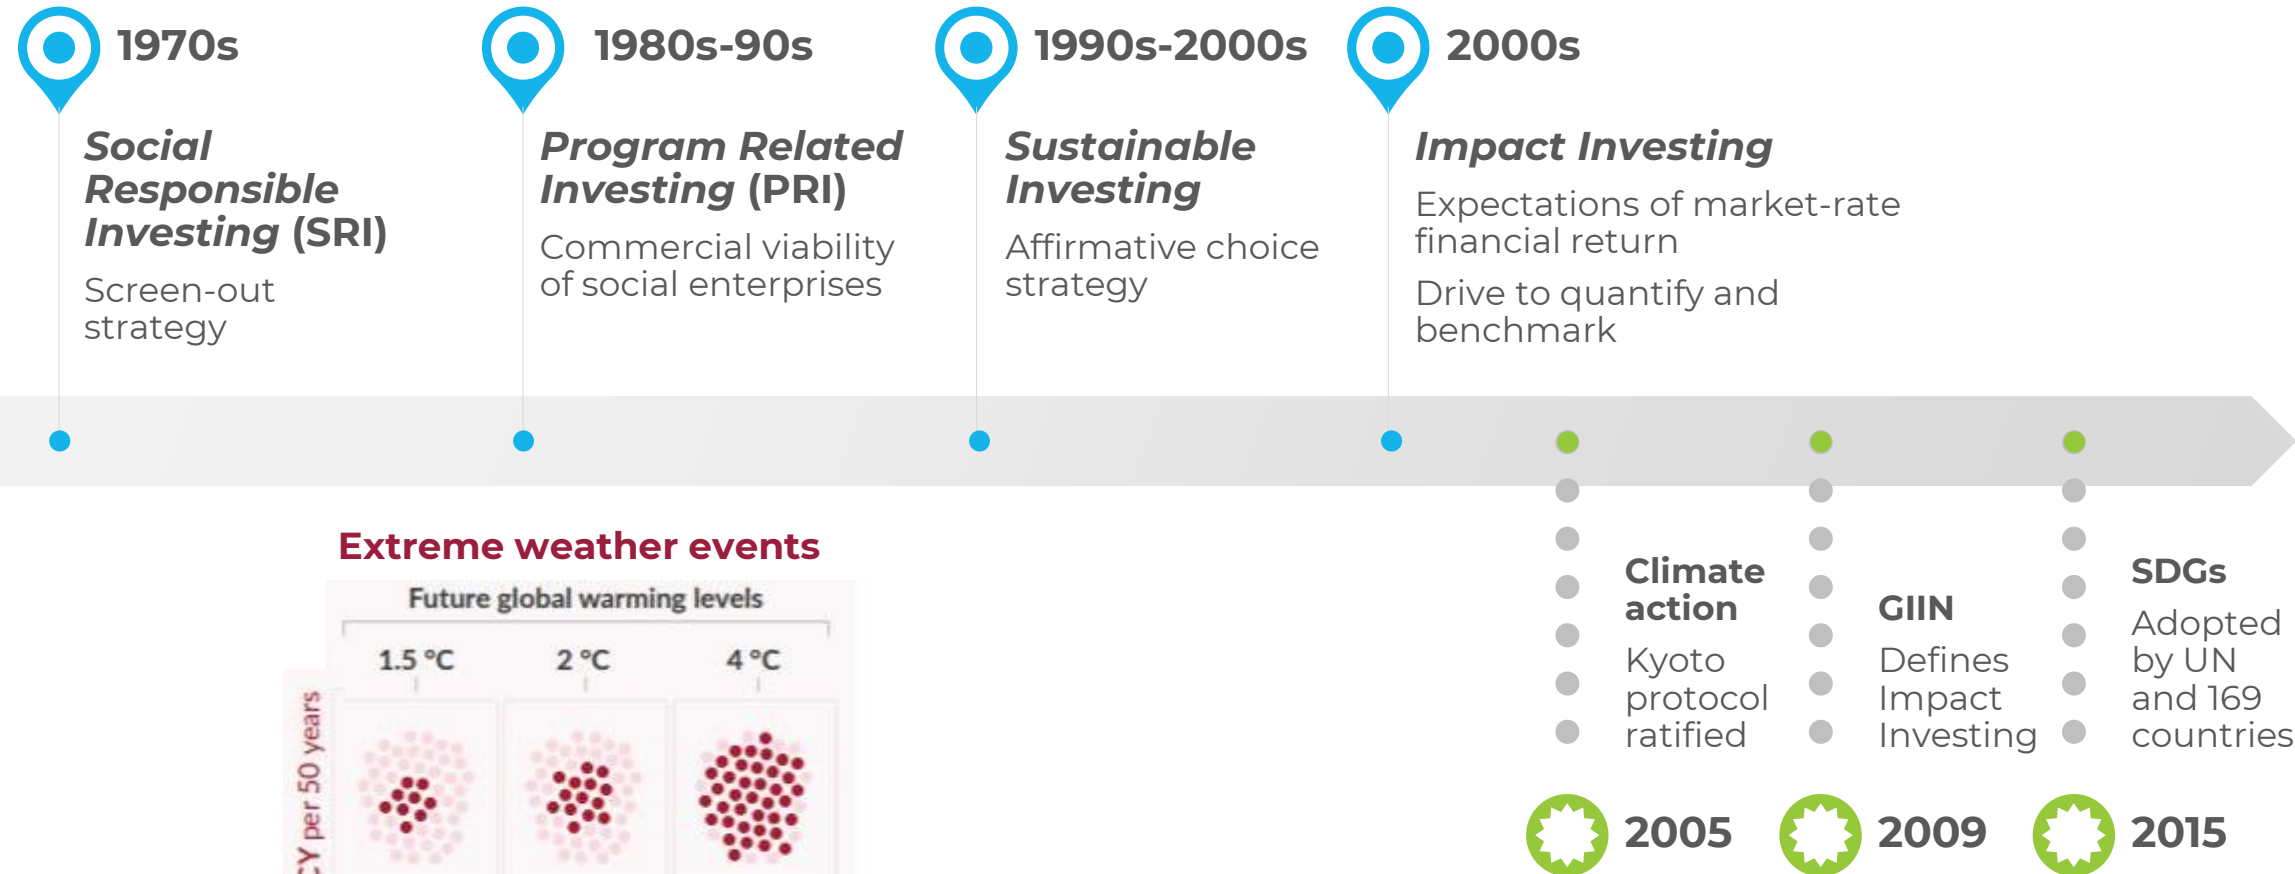 1970s
Social
Responsible
Investing (SRI)
Screen-out
strategy
1980s-90s
Program Related
Investing (PRI)
Commercial viability
of social enterprises
1990s-2000s
Sustainable
Investing
Affirmative choice
strategy
2000s
Impact Investing
Expectations of market-rate
financial return
Drive to quantify and
benchmark
Extreme weather events
Future global warming levels
1.5 °C
2 °C
4 °C
per 50 years
Climate
action
Kyoto
protocol
ratified
2005
GIIN
Defines
Impact
Investing
2009
SDGs
Adopted
by UN
and 169
countries
2015